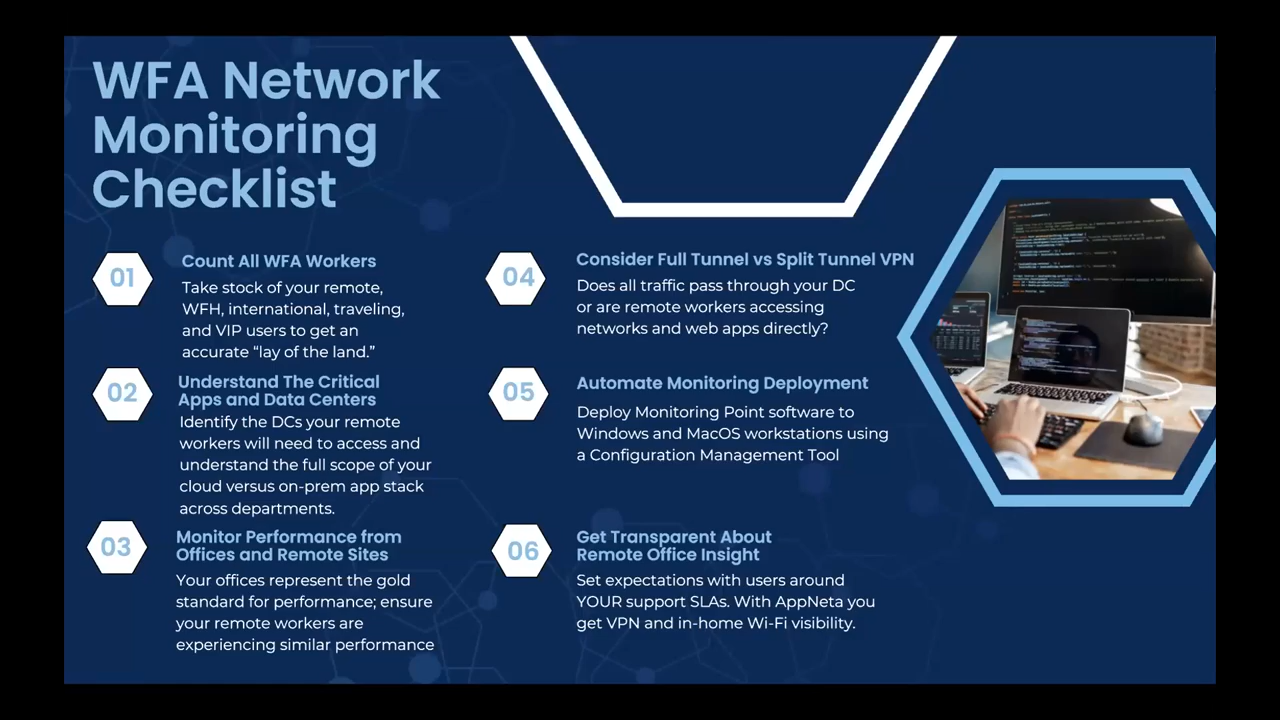 WFA Network
Monitoring
Checklist
01
Count All WFA Workers
Take stock of your remote,
WFH, international, traveling,
and VIP users to get an
accurate “lay of the land.”
02
Understand The Critical
Apps and Data Centers
Identify the DCs your remote
workers will need to access and
understand the full scope of your
cloud versus on-prem app stack
across departments.
03
Monitor Performance from
Offices and Remote Sites
Your offices represent the gold
standard for performance; ensure
your remote workers are
experiencing similar performance
04
Consider Full Tunnel vs Split Tunnel VPN
Does all traffic pass through your DC
or are remote workers accessing
networks and web apps directly?
05
Automate Monitoring Deployment
Deploy Monitoring Point software to
Windows and MacOS workstations using
a Configuration Management Tool
06
Get Transparent About
Remote Office Insight
Set expectations with users around
YOUR support SLAs. With AppNeta you
get VPN and in-home Wi-Fi visibility.